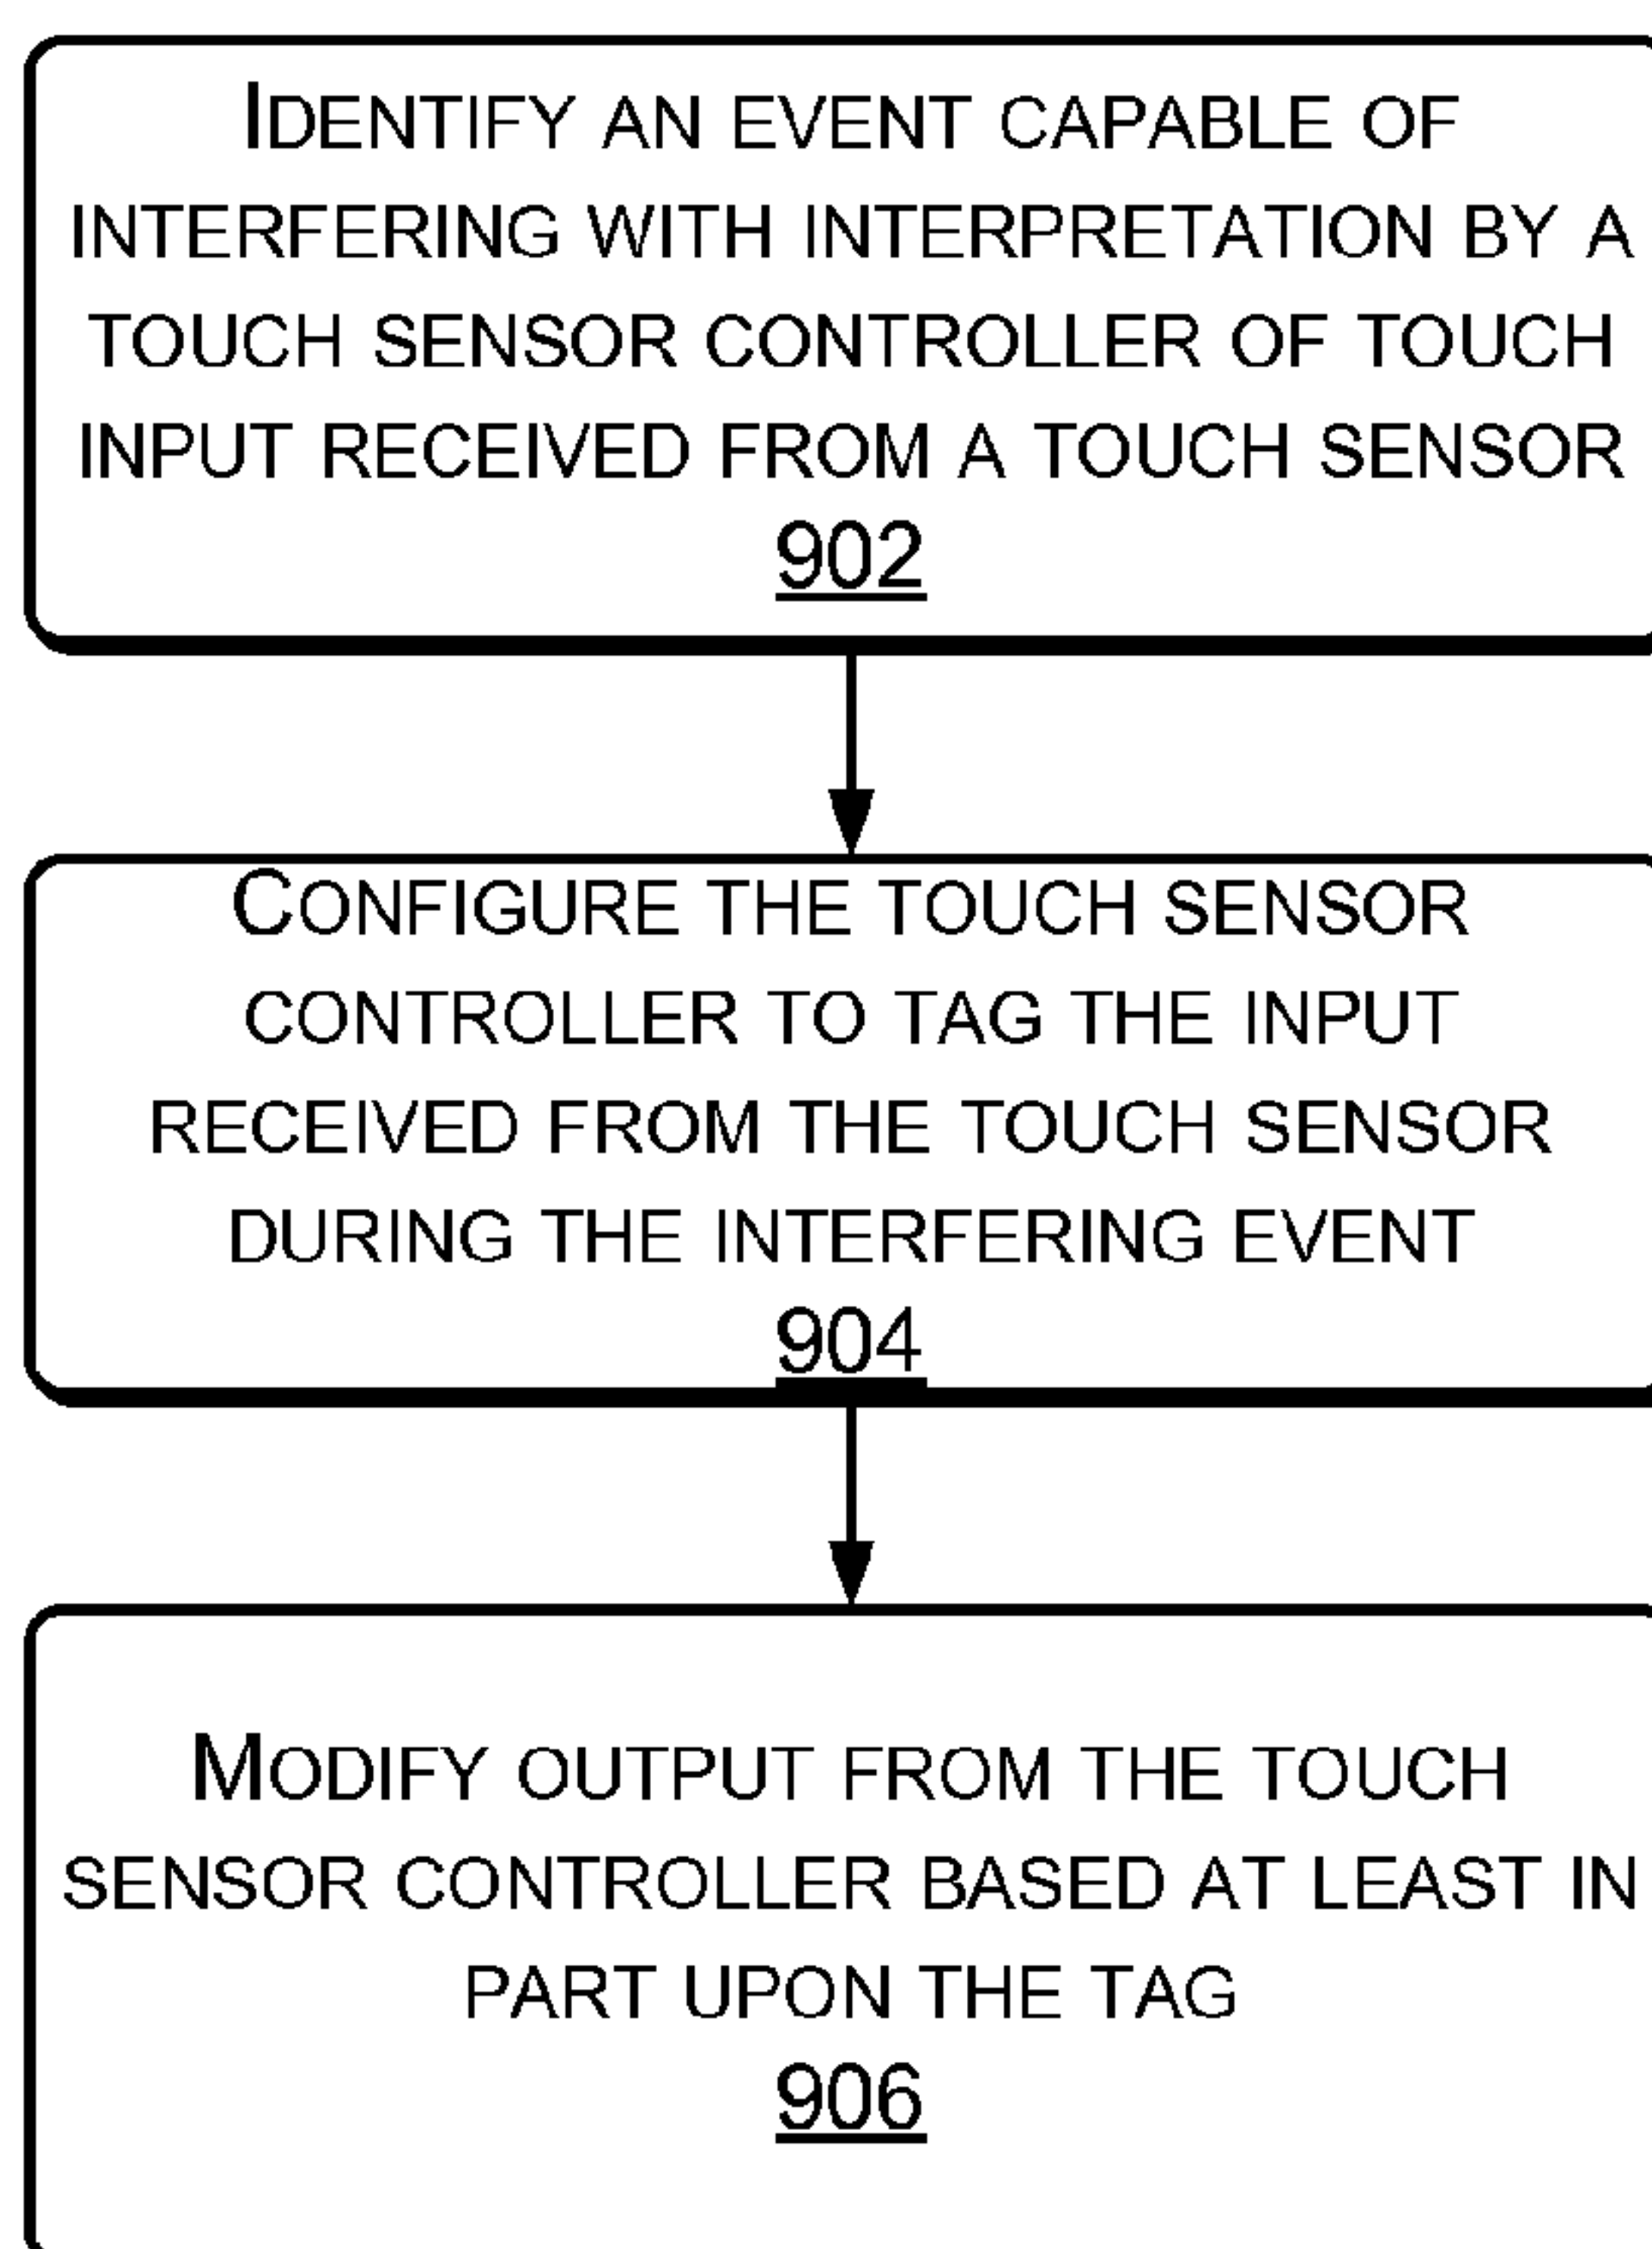 IDENTIFY AN EVENT CAPABLE OF
INTERFERING WITH INTERPRETATION BY A
TOUCH SENSOR CONTROLLER OF TOUCH
INPUT RECEIVED FROM A TOUCH SENSOR
902
CONFIGURE THE TOUCH SENSOR
CONTROLLER TO TAG THE INPUT
RECEIVED FROM THE TOUCH SENSOR
DURING THE INTERFERING EVENT
904
MODIFY OUTPUT FROM THE TOUCH
SENSOR CONTROLLER BASED AT LEAST IN
PART UPON THE TAG
906